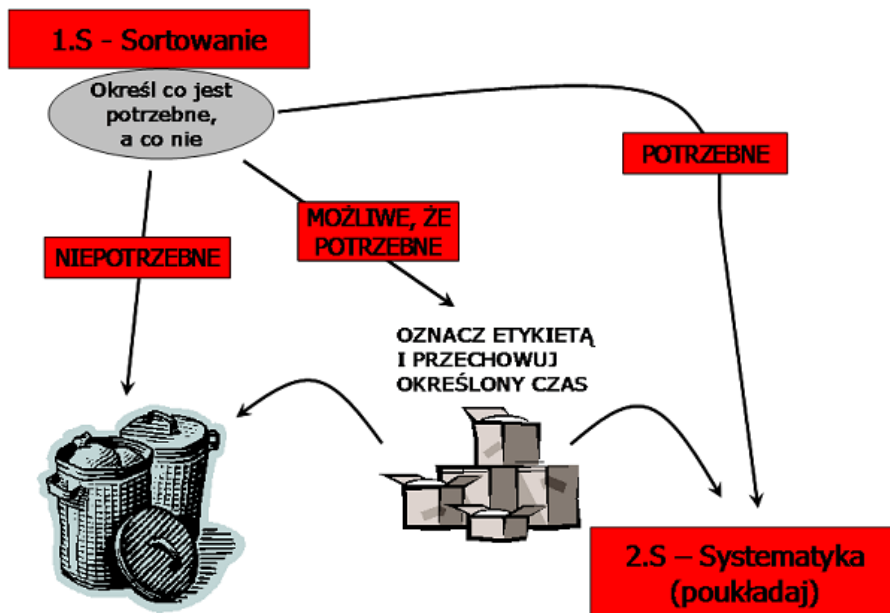 1.S - Sortowanie
Określ co jest
potrzebne,
a co nie
POTRZEBNE
MOŻLIWE, ŻE
POTRZEBNE
NIEPOTRZEBNE
OZNACZ ETYKIETĄ
I PRZECHOWUJ
OKREŚLONY CZAS
2.S – Systematyka
(poukładaj)